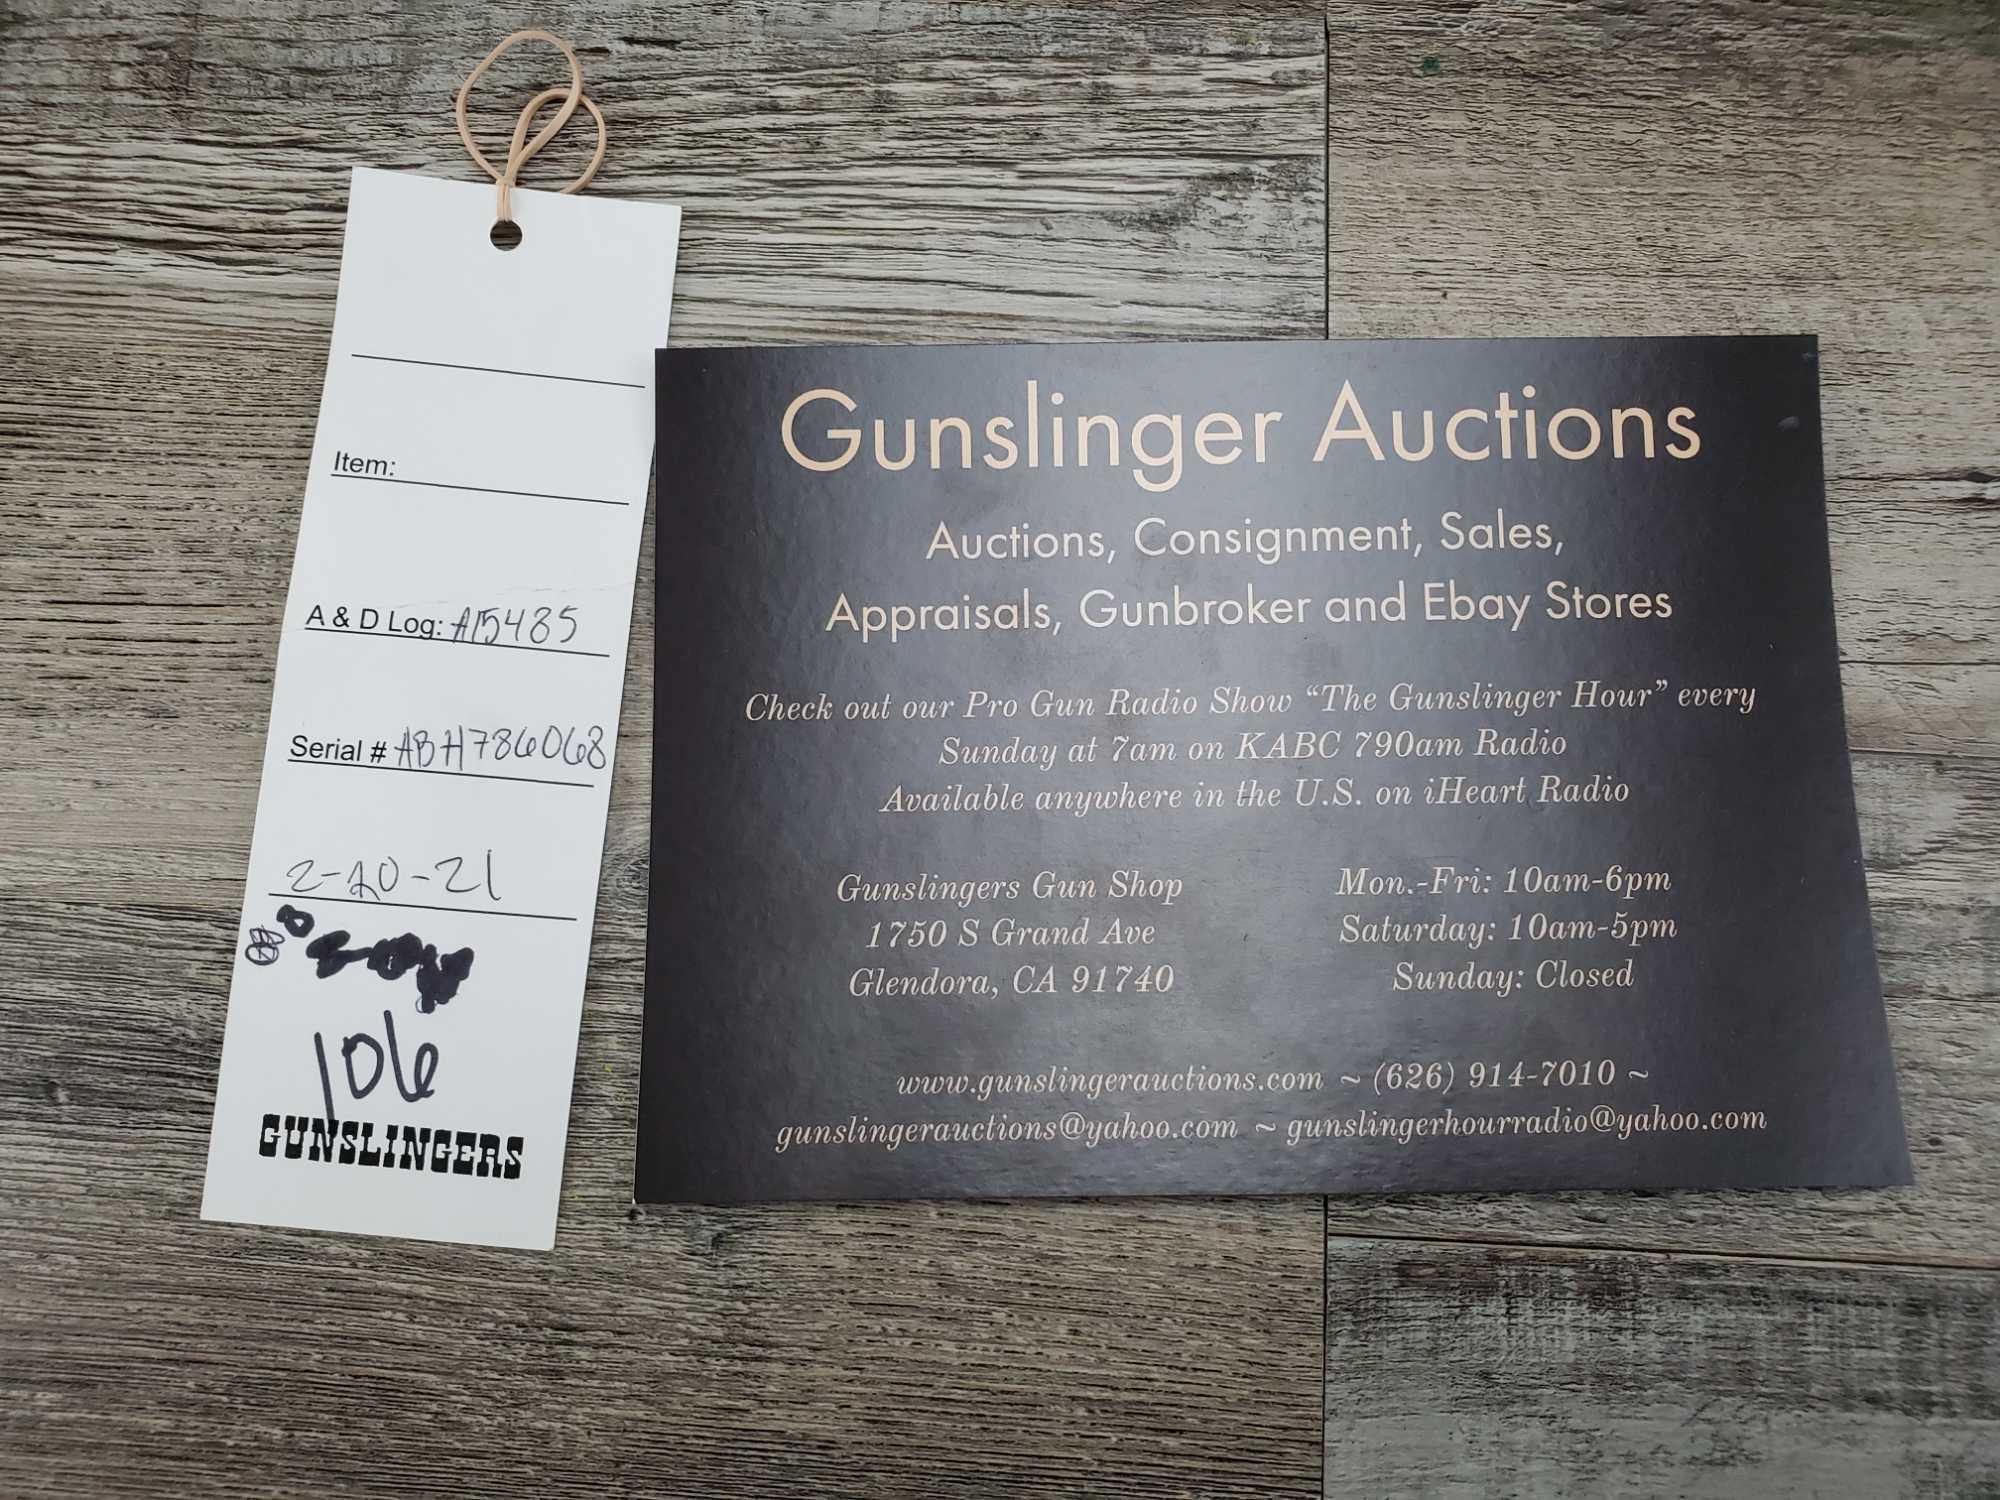 Item:
A & D Log: A15485
Serial # ABH786068
2-20-21
106
GUNSLINGERS
Gunslinger Auctions
Auctions, Consignment, Sales,
Appraisals, Gunbroker and Ebay Stores
Check out our Pro Gun Radio Show “The Gunslinger Hour” every
Sunday at 7am on KABC 790am Radio
Available anywhere in the U.S. on iHeart Radio
Gunslingers Gun Shop
1750 S Grand Ave
Glendora, CA 91740
Mon.-Fri: 10am-6pm
Saturday: 10am-5pm
Sunday: Closed
www.gunslingerauctions.com ~ (626) 914-7010 ~
gunslingerauctions@yahoo.com ~ gunslingerhourradio@yahoo.com